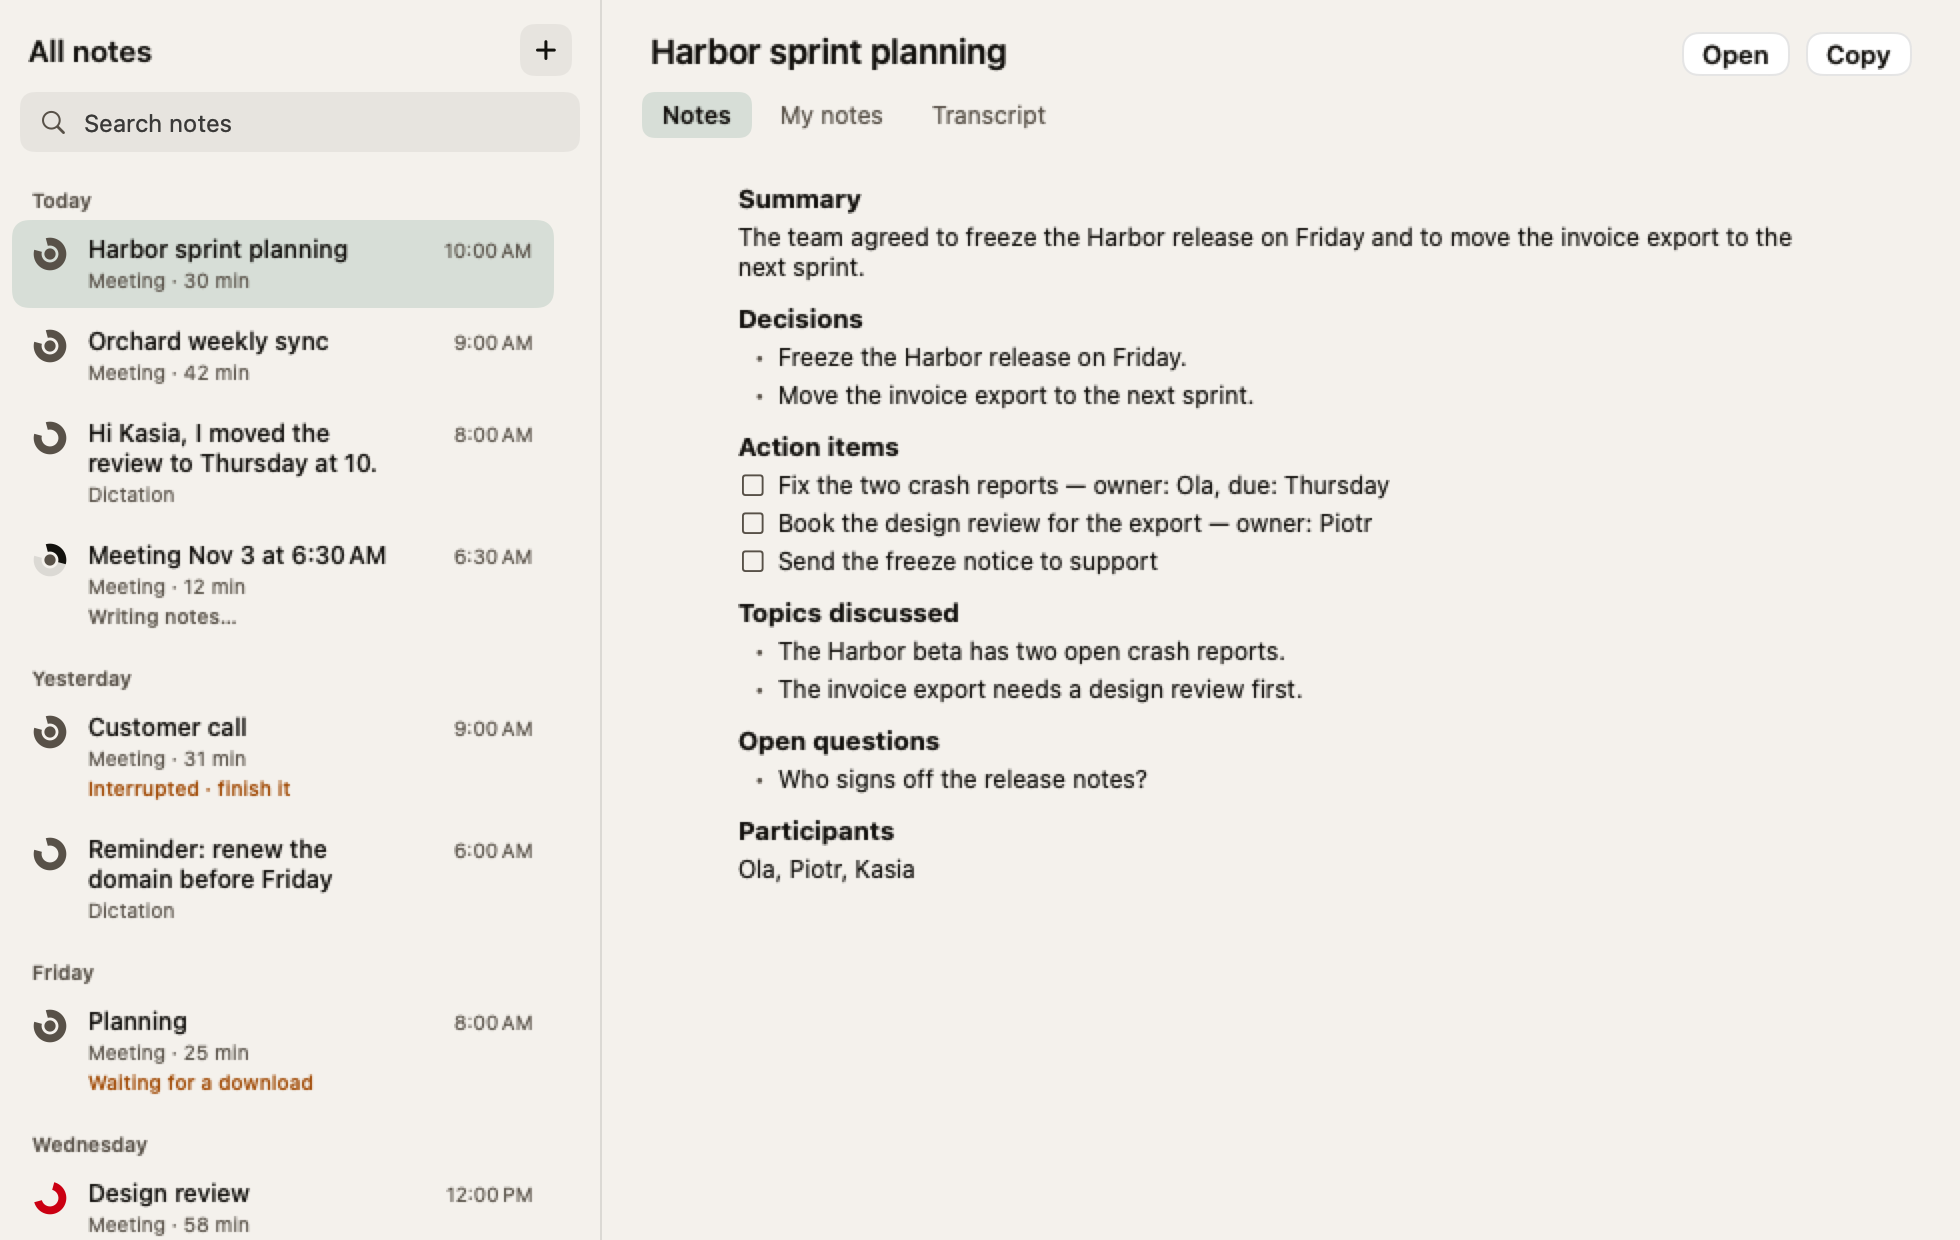 All notes
Search notes
Today
Harbor sprint planning 10:00 AM
Meeting · 30 min
Orchard weekly sync 9:00 AM
Meeting · 42 min
Hi Kasia, I moved the 8:00 AM
review to Thursday at 10.
Dictation
Meeting Nov 3 at 6:30 AM 6:30 AM
Meeting · 12 min
Writing notes...
Yesterday
Customer call 9:00 AM
Meeting · 31 min
Interrupted · finish it
Reminder: renew the 6:00 AM
domain before Friday
Dictation
Friday
Planning 8:00 AM
Meeting · 25 min
Waiting for a download
Wednesday
Design review 12:00 PM
Meeting · 58 min
Harbor sprint planning
Open Copy
Notes My notes Transcript
Summary
The team agreed to freeze the Harbor release on Friday and to move the invoice export to the
next sprint.
Decisions
• Freeze the Harbor release on Friday.
• Move the invoice export to the next sprint.
Action items
Fix the two crash reports — owner: Ola, due: Thursday
Book the design review for the export — owner: Piotr
Send the freeze notice to support
Topics discussed
• The Harbor beta has two open crash reports.
• The invoice export needs a design review first.
Open questions
• Who signs off the release notes?
Participants
Ola, Piotr, Kasia